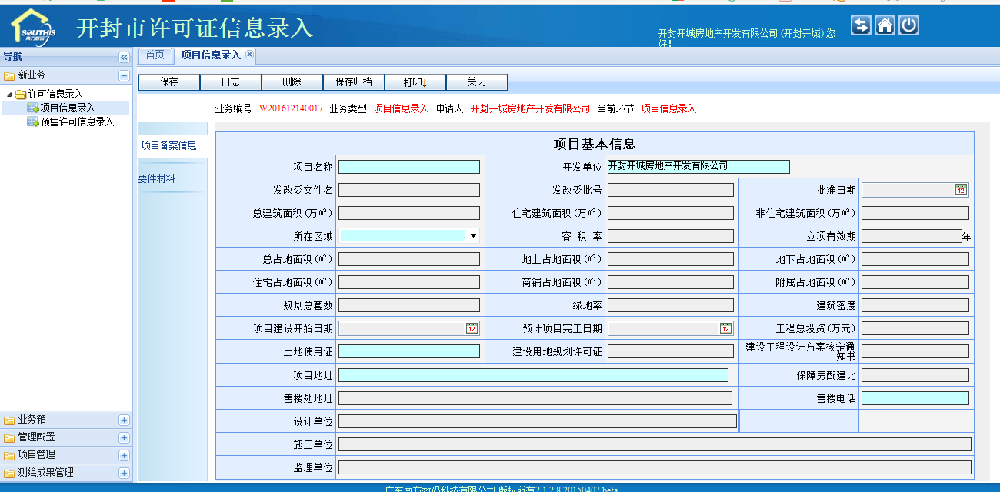 SOUTHIS
南方数码
开封市许可证信息录入
开封开城房地产开发有限公司 (开封开城) 您
好!
导航
首页
项目信息录入
新业务
许可信息录入
项目信息录入
预售许可信息录入
业务箱
管理配置
项目管理
测绘成果管理
保存 日志 删除 保存归档 打印↓ 关闭
业务编号 W201612140017 业务类型 项目信息录入 申请人 开封开城房地产开发有限公司 当前环节 项目信息录入
项目备案信息
要件材料
项目基本信息
项目名称 开发单位 开封开城房地产开发有限公司
发改委文件名 发改委批号 批准日期 12
总建筑面积(万㎡) 住宅建筑面积(万㎡) 非住宅建筑面积(万㎡)
所在区域 容 积 率 立项有效期 年
总占地面积(㎡) 地上占地面积(㎡) 地下占地面积(㎡)
住宅占地面积(㎡) 商铺占地面积(㎡) 附属占地面积(㎡)
规划总套数 绿地率 建筑密度
项目建设开始日期 12 预计项目完工日期 12 工程总投资(万元)
土地使用证 建设用地规划许可证 建设工程设计方案核定通
知书
项目地址 保障房配建比
售楼处地址 售楼电话
设计单位
施工单位
监理单位
广东南方数码科技有限公司 版权所有2.1.2.8.20150407.beta